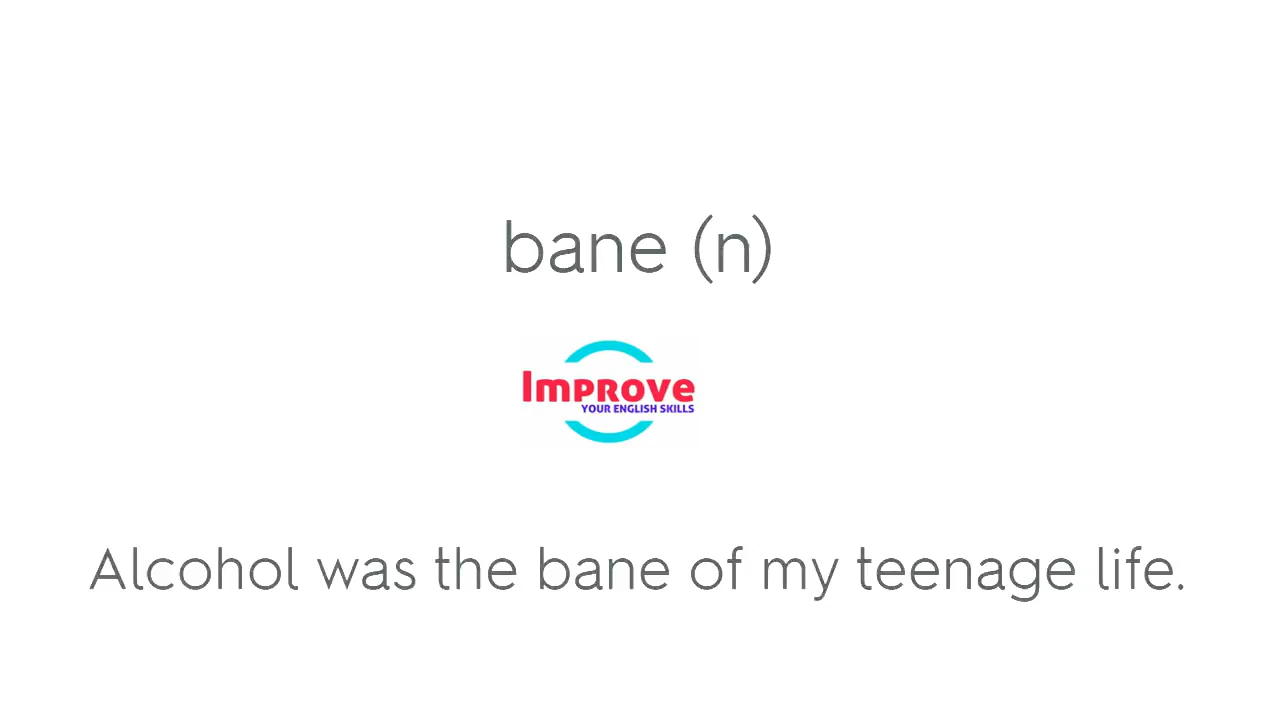 bane (n)
Improve
YOUR ENGLISH SKILLS
Alcohol was the bane of my teenage life.